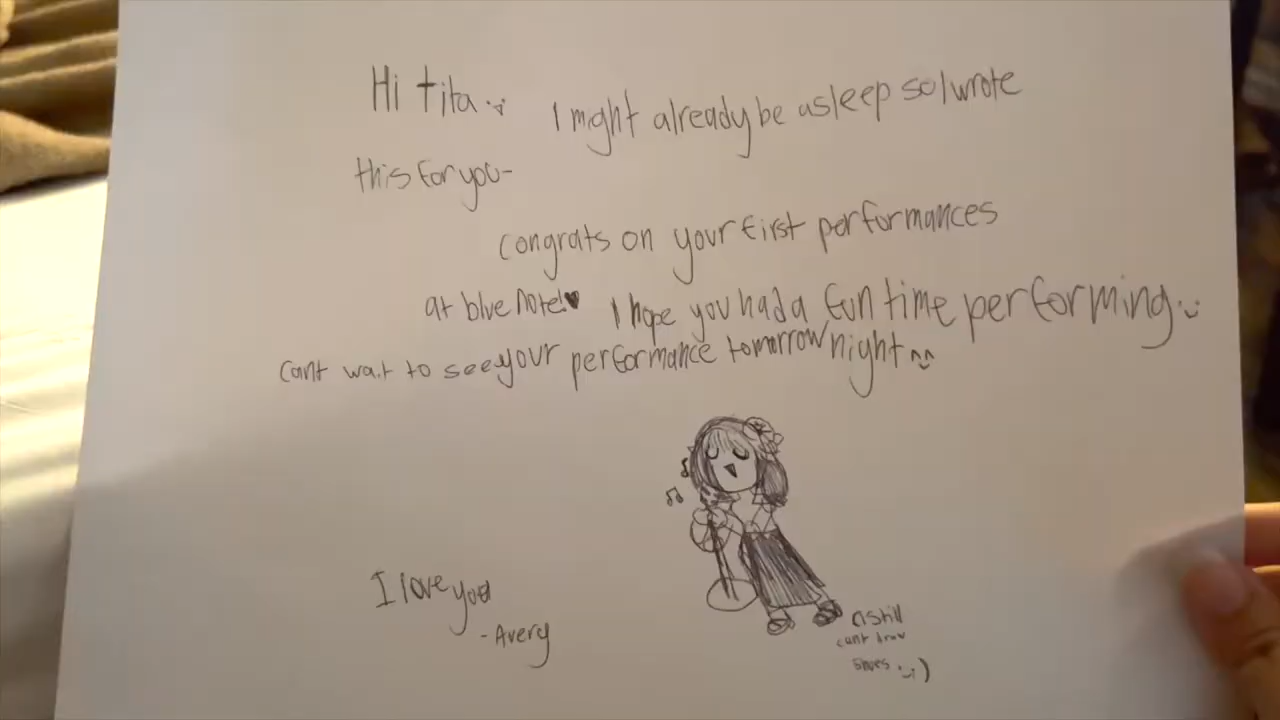 Hi tita :) I might already be asleep so I wrote
this for you-
congrats on your first performances
at blue note!♥ I hope you had a fun time performing :)
cant wait to see your performance tomorrow night ^^
I love you
-Avery
(I still
cant draw
shoes :))